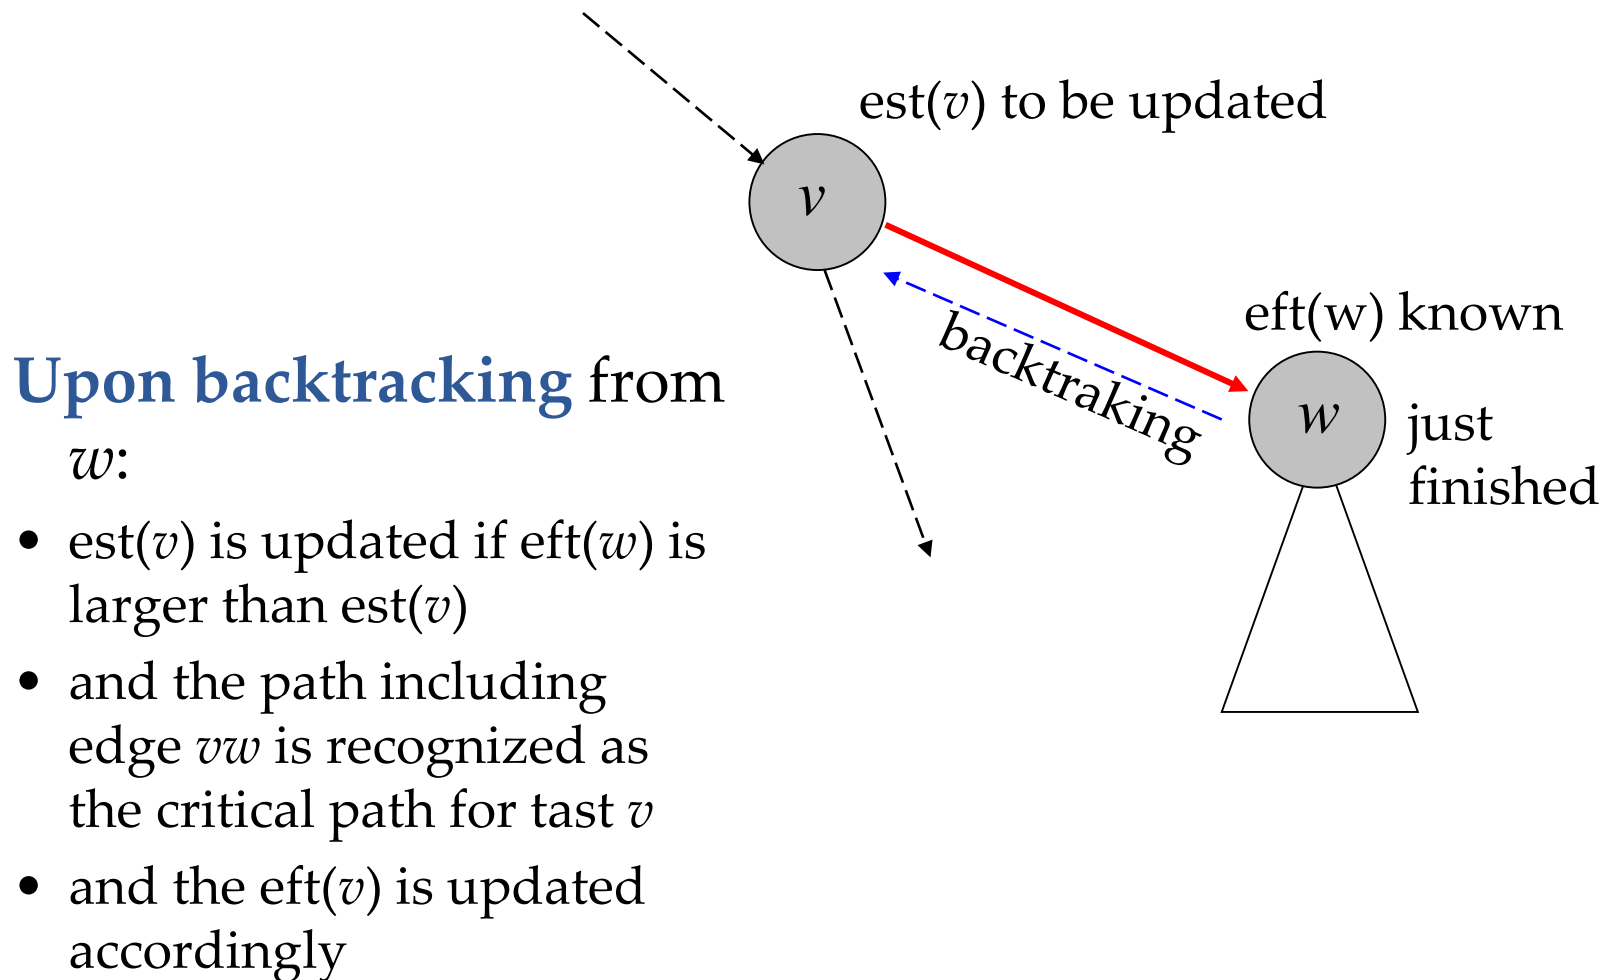 est(v) to be updated
v
eft(w) known
backtraking
w
just
finished
Upon backtracking from
w:
• est(v) is updated if eft(w) is
larger than est(v)
• and the path including
edge vw is recognized as
the critical path for tast v
• and the eft(v) is updated
accordingly